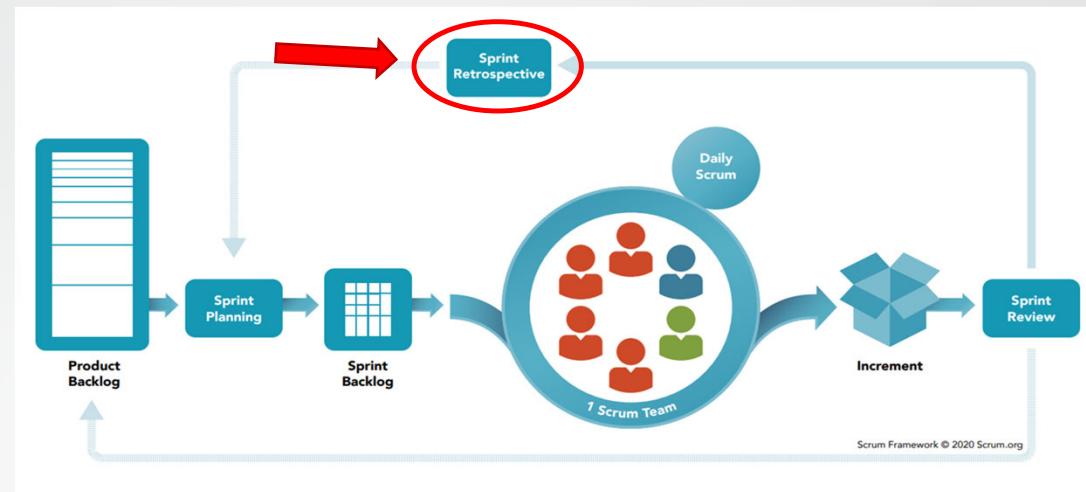 Sprint
Retrospective
Daily
Scrum
Sprint
Planning
Sprint
Review
Product
Backlog
Sprint
Backlog
Increment
1 Scrum Team
Scrum Framework © 2020 Scrum.org